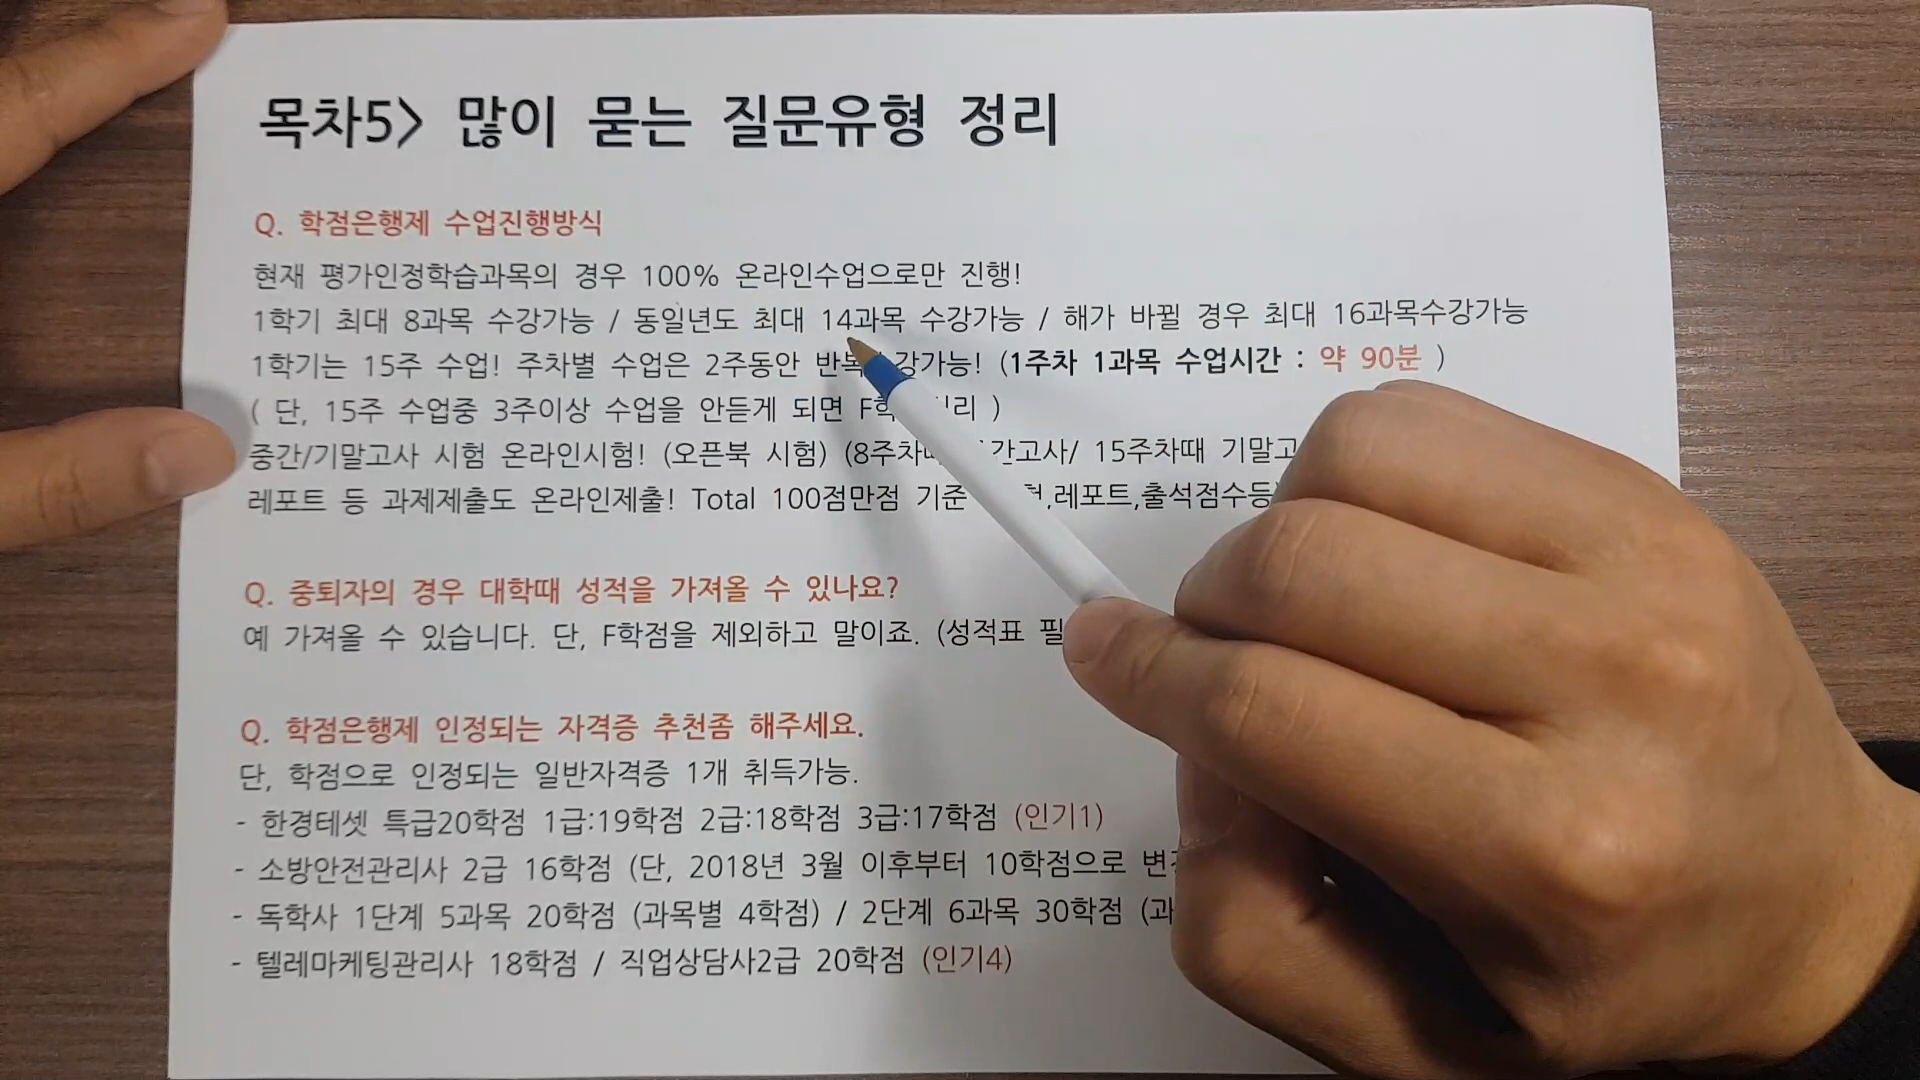 목차5> 많이 묻는 질문유형 정리
Q. 학점은행제 수업진행방식
현재 평가인정학습과목의 경우 100% 온라인수업으로만 진행!
1학기 최대 8과목 수강가능 / 동일년도 최대 14과목 수강가능 / 해가 바뀔 경우 최대 16과목수강가능
1학기는 15주 수업! 주차별 수업은 2주동안 (1주차 1과목 수업시간 : 약 90분 )
( 단, 15주 수업중 3주이상 수업을 안듣게 되면 )
중간/기말고사 시험 온라인시험! (오픈북 시험) 15주차때
레포트 등 과제제출도 온라인제출! Total 100점만점 기준 ,레포트,출석점수등
Q. 중퇴자의 경우 대학때 성적을 가져올 수 있나요?
예 가져올 수 있습니다. 단, F학점을 제외하고 말이죠. (성적표
Q. 학점은행제 인정되는 자격증 추천좀 해주세요.
단, 학점으로 인정되는 일반자격증 1개 취득가능.
- 한경테셋 특급20학점 1급:19학점 2급:18학점 3급:17학점 (인기1)
- 소방안전관리사 2급 16학점 (단, 2018년 3월 이후부터 10학점으로
- 독학사 1단계 5과목 20학점 (과목별 4학점) / 2단계 6과목 30학점
- 텔레마케팅관리사 18학점 / 직업상담사2급 20학점 (인기4)